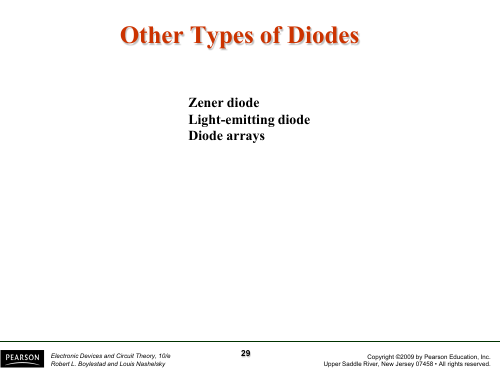 Other Types of Diodes
Zener diode
Light-emitting diode
Diode arrays
PEARSON
Electronic Devices and Circuit Theory, 10/e
Robert L. Boylestad and Louis Nashelsky
29
Copyright ©2009 by Pearson Education, Inc.
Upper Saddle River, New Jersey 07458 • All rights reserved.